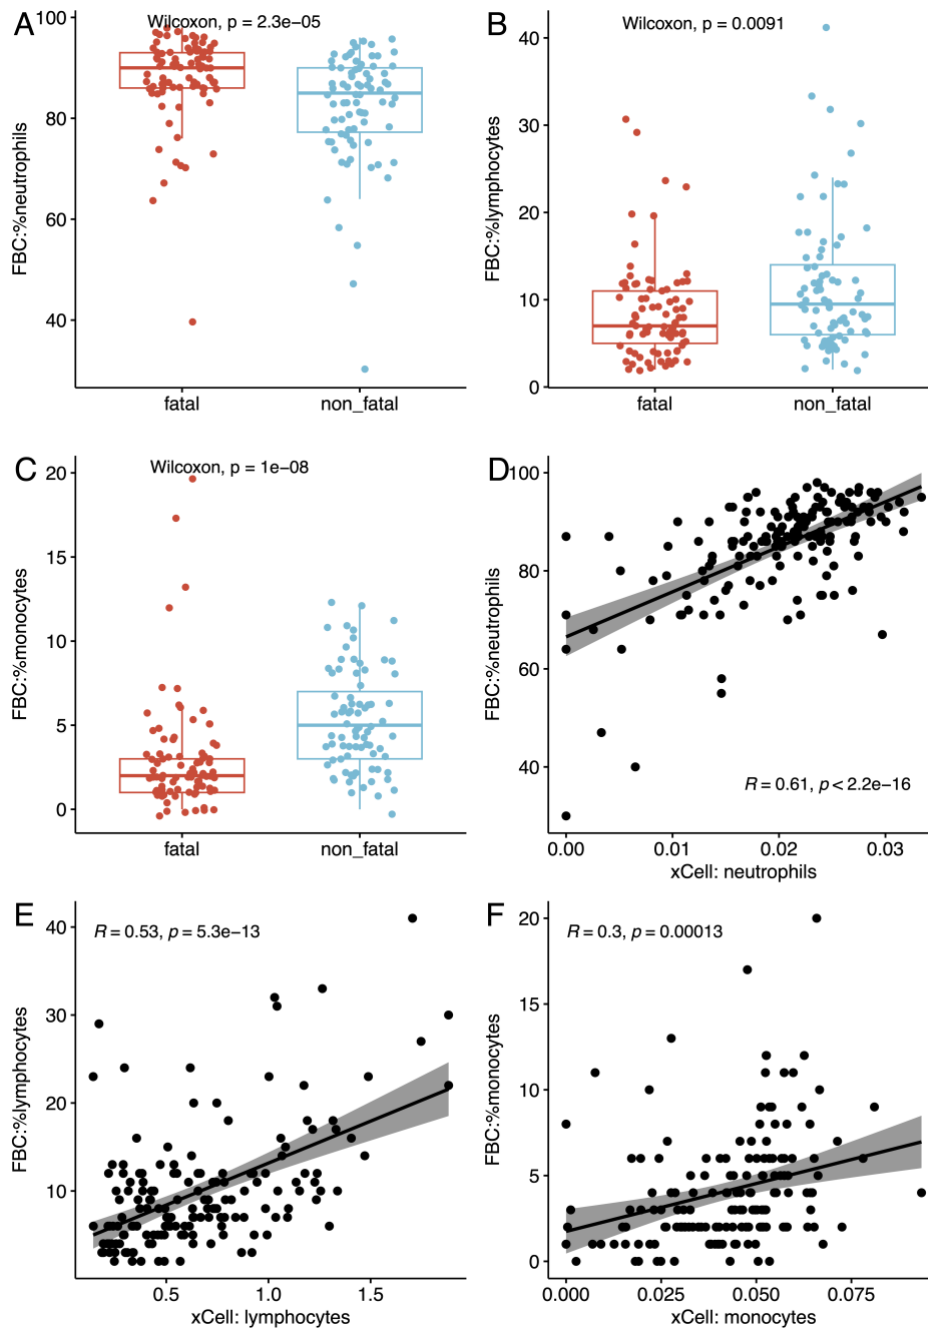 A
Wilcoxon, p = 2.3e−05
FBC:%neutrophils
100
80
60
40
fatal
non_fatal
B
Wilcoxon, p = 0.0091
FBC:%lymphocytes
40
30
20
10
0
fatal
non_fatal
C
Wilcoxon, p = 1e−08
FBC:%monocytes
20
15
10
5
0
fatal
non_fatal
D
FBC:%neutrophils
100
80
60
40
R = 0.61, p < 2.2e−16
0.00
0.01
0.02
0.03
xCell: neutrophils
E
R = 0.53, p = 5.3e−13
FBC:%lymphocytes
40
30
20
10
0.5
1.0
1.5
xCell: lymphocytes
F
R = 0.3, p = 0.00013
FBC:%monocytes
20
15
10
5
0
0.000
0.025
0.050
0.075
xCell: monocytes